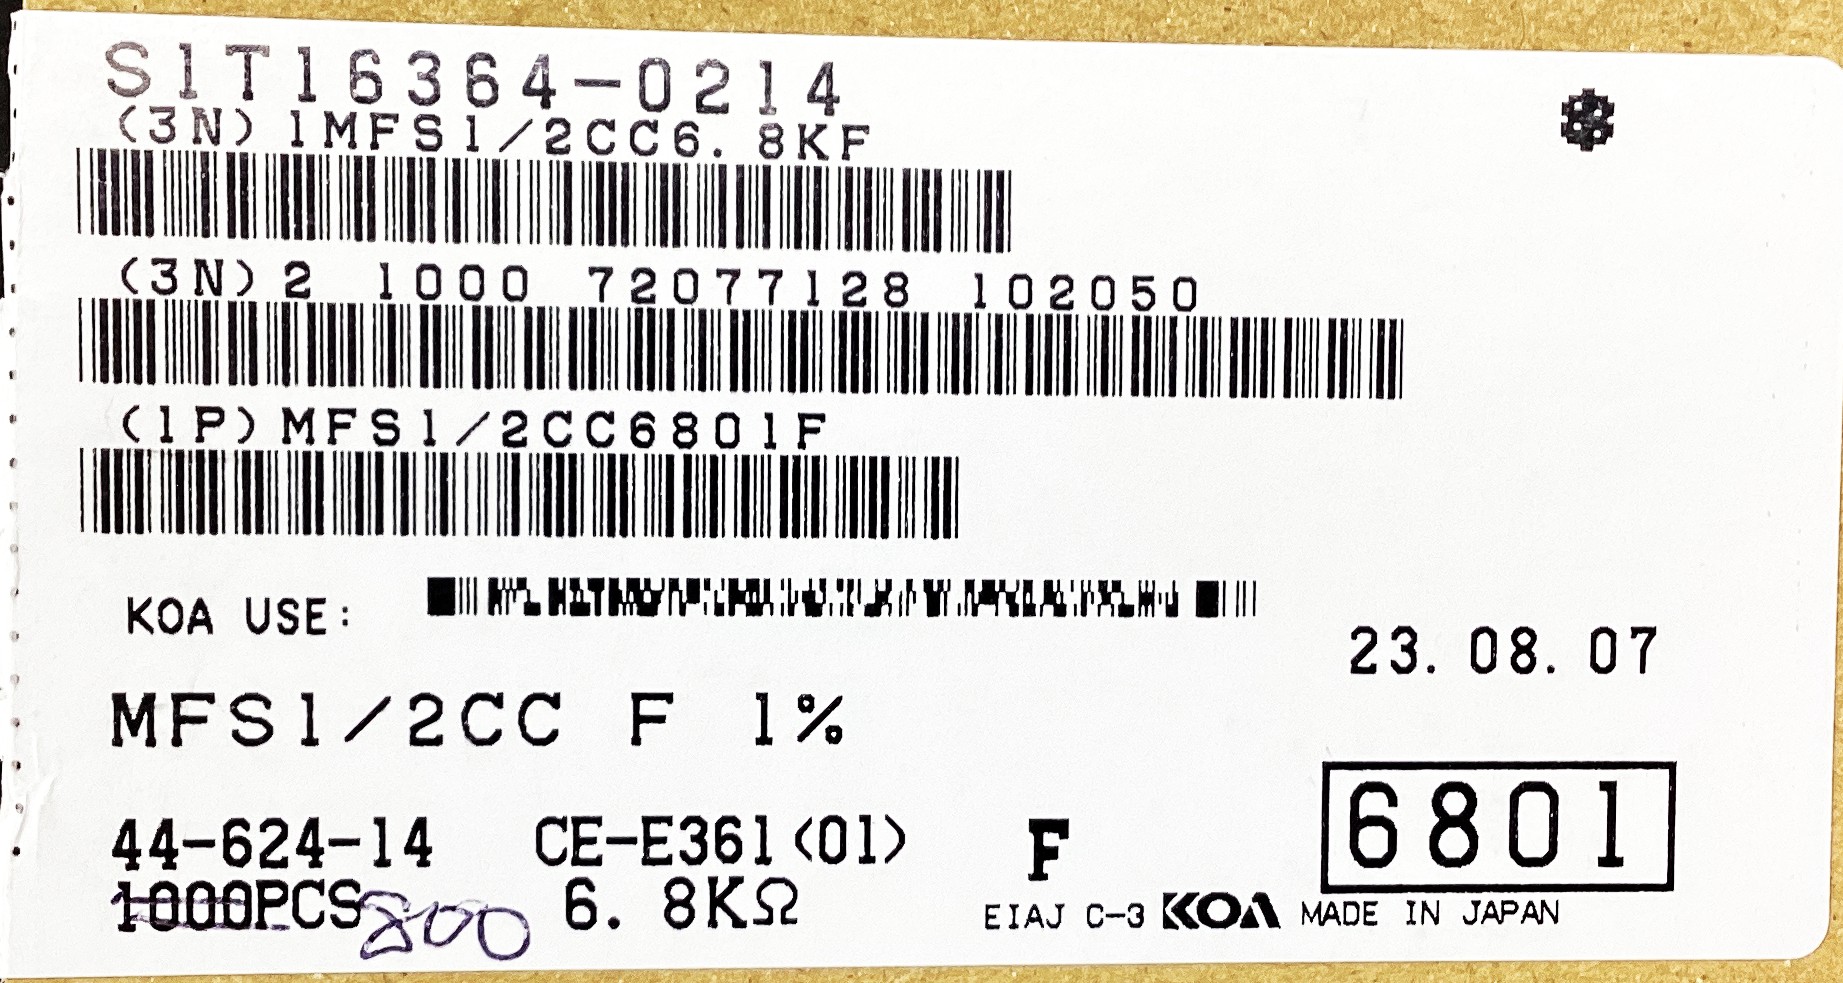 S1T16364-0214
(3N)1MFS1/2CC6.8KF
(3N)2 1000 72077128 102050
(1P)MFS1/2CC6801F
KOA USE:
23.08.07
MFS1/2CC F 1%
44-624-14 CE-E361(01) F 6801
1000PCS 800 6.8KΩ EIAJ C-3 KOA MADE IN JAPAN